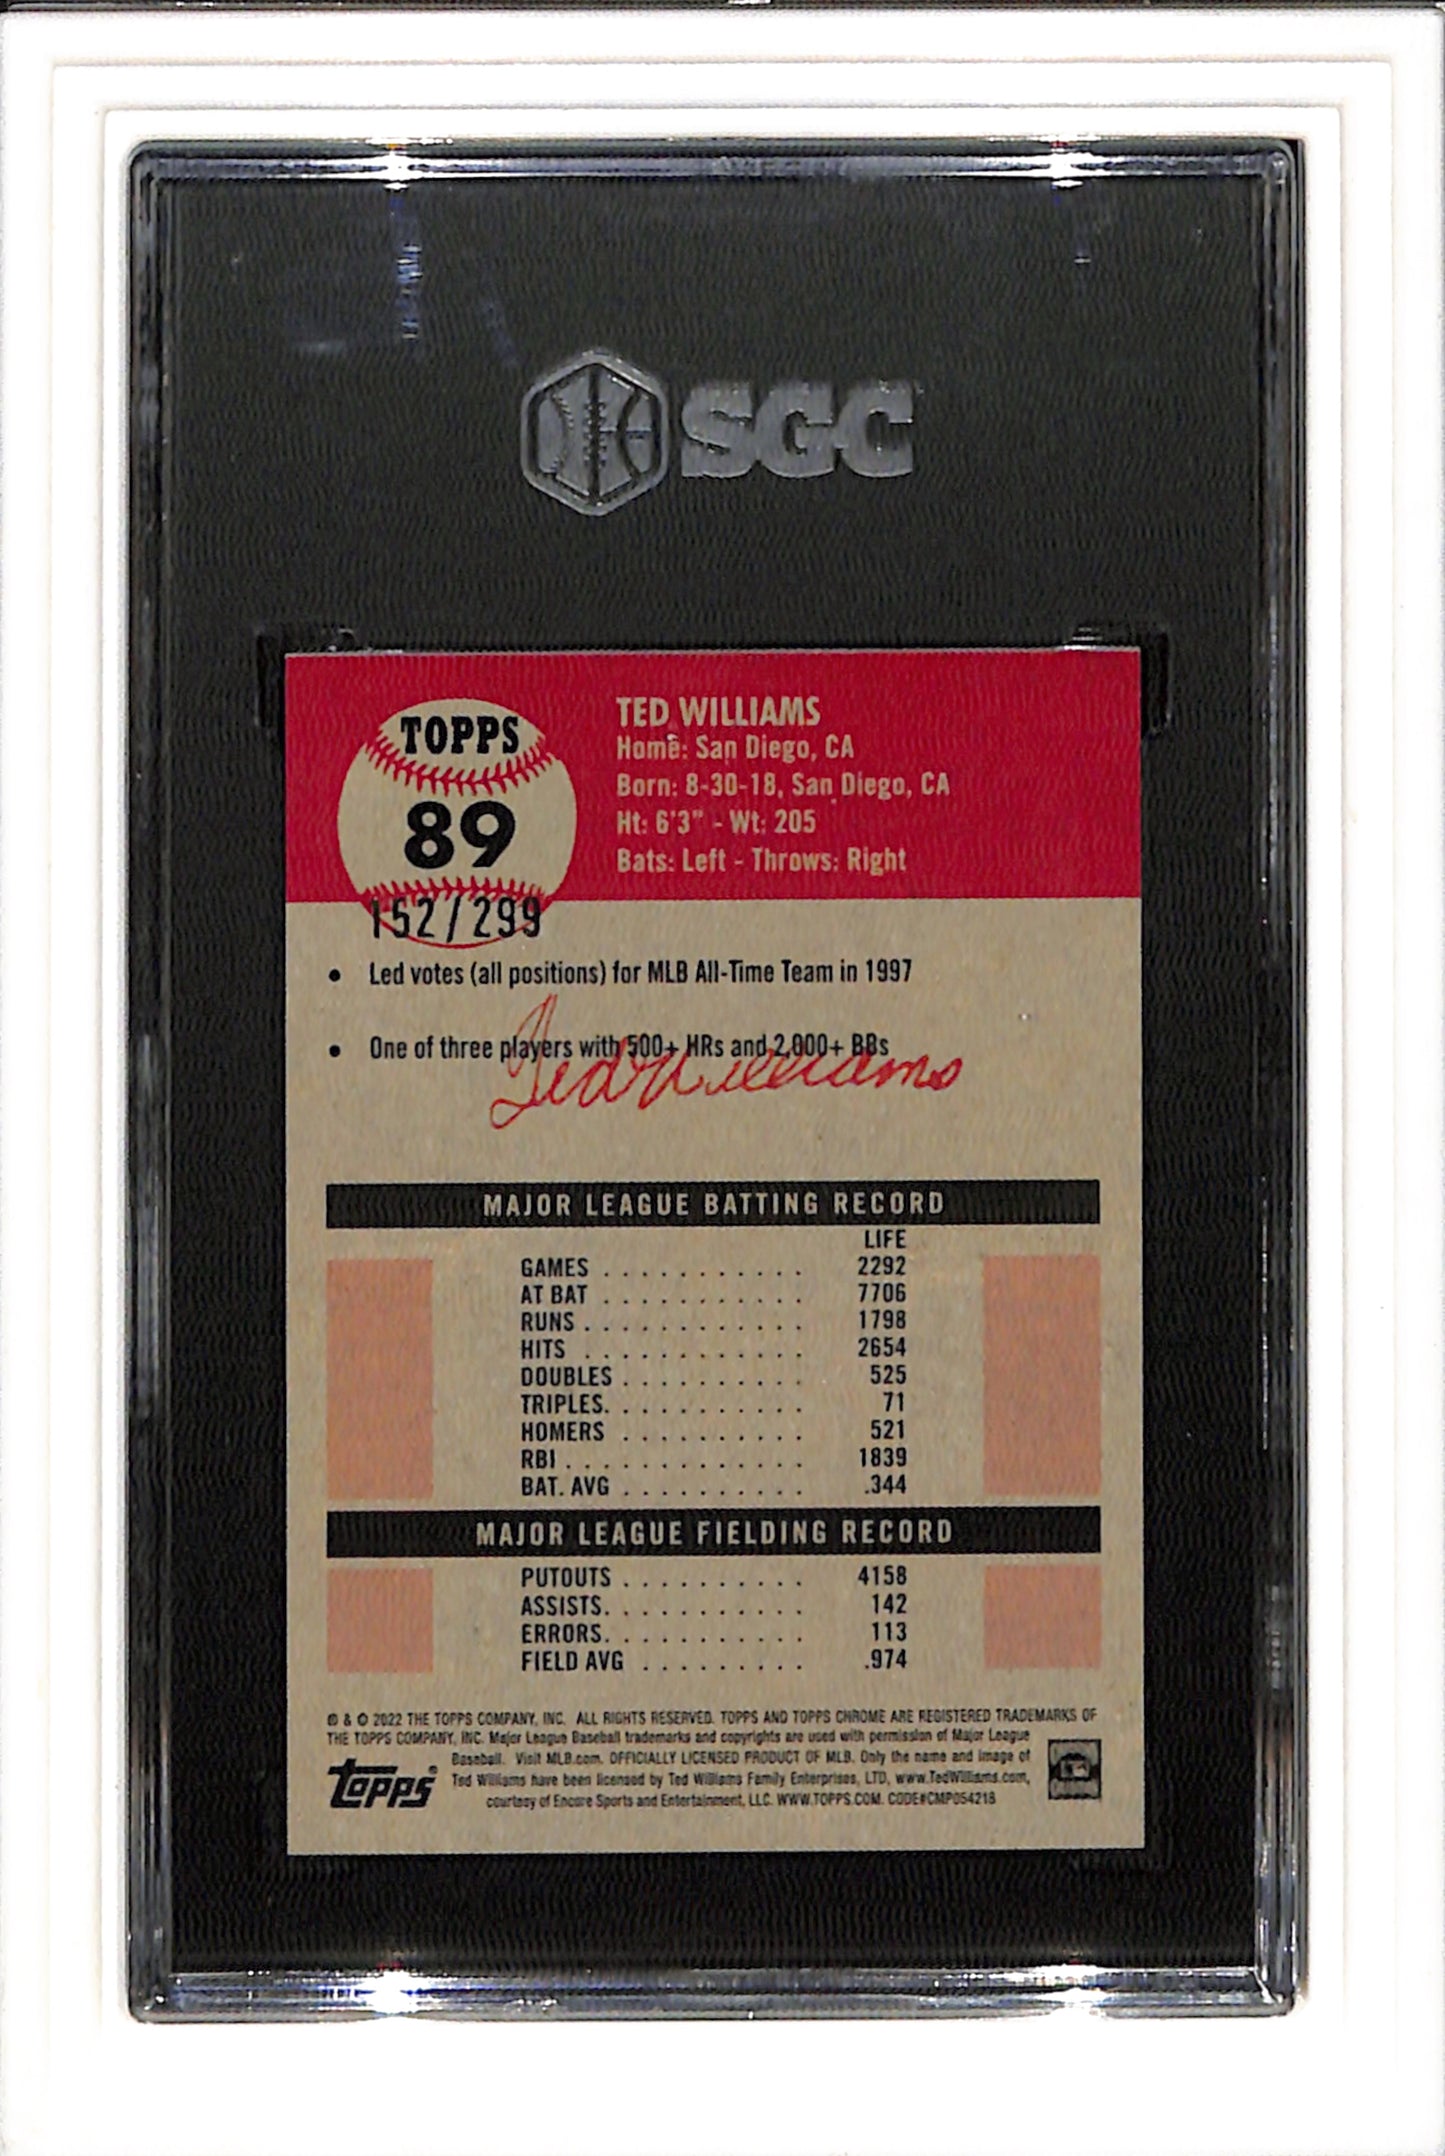 SGC
TOPPS
89
152/299
TED WILLIAMS
Home: San Diego, CA
Born: 8-30-18, San Diego, CA
Ht: 6'3" - Wt: 205
Bats: Left - Throws: Right
• Led votes (all positions) for MLB All-Time Team in 1997
• One of three players with 500+ HRs and 2,000+ BBs
Ted Williams
MAJOR LEAGUE BATTING RECORD
LIFE
GAMES . . . . . . . . . . . 2292
AT BAT . . . . . . . . . . . 7706
RUNS . . . . . . . . . . . . 1798
HITS . . . . . . . . . . . . 2654
DOUBLES . . . . . . . . . . 525
TRIPLES. . . . . . . . . . . 71
HOMERS . . . . . . . . . . 521
RBI . . . . . . . . . . . . . 1839
BAT. AVG . . . . . . . . . . .344
MAJOR LEAGUE FIELDING RECORD
PUTOUTS . . . . . . . . . . 4158
ASSISTS. . . . . . . . . . . 142
ERRORS. . . . . . . . . . . 113
FIELD AVG . . . . . . . . . .974
® & © 2022 THE TOPPS COMPANY, INC. ALL RIGHTS RESERVED. TOPPS AND TOPPS CHROME ARE REGISTERED TRADEMARKS OF
THE TOPPS COMPANY, INC. Major League Baseball trademarks and copyrights are used with permission of Major League
Baseball. Visit MLB.com. OFFICIALLY LICENSED PRODUCT OF MLB. Only the name and image of
Ted Williams have been licensed by Ted Williams Family Enterprises, LTD, www.TedWilliams.com,
courtesy of Encore Sports and Entertainment, LLC. WWW.TOPPS.COM. CODE#CMP054218
Topps®